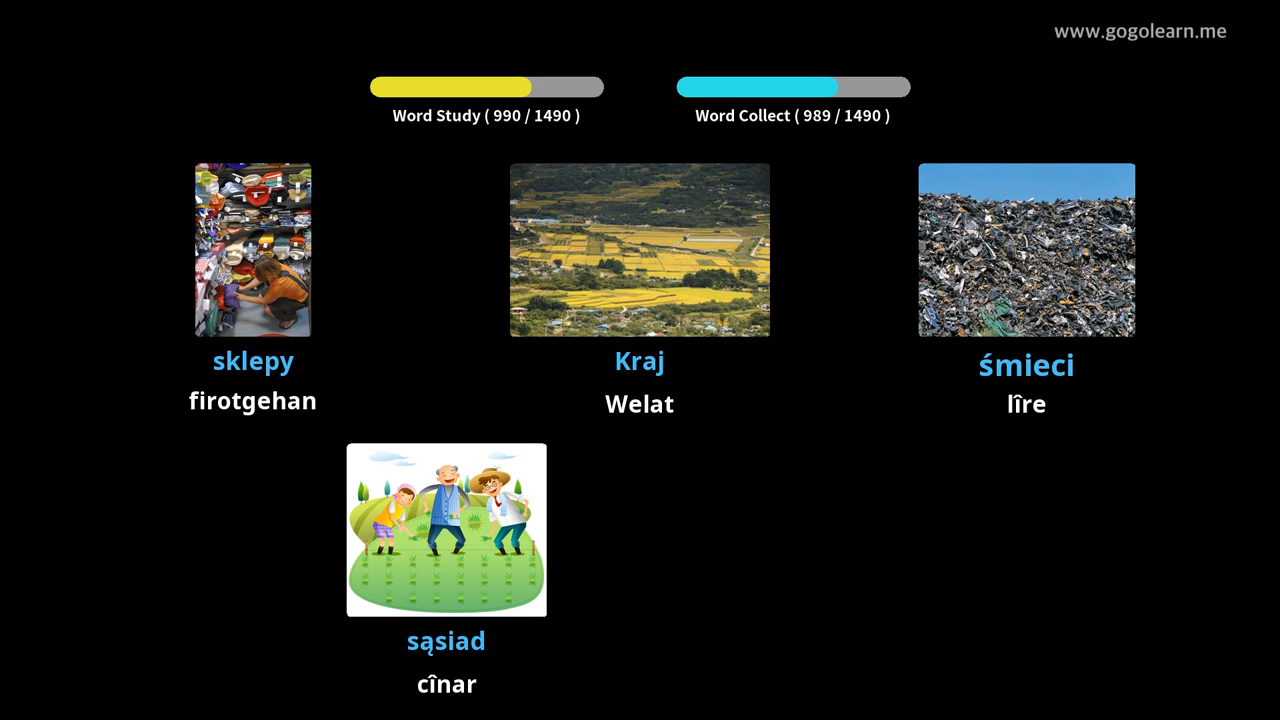 www.gogolearn.me
Word Study ( 990 / 1490 )
Word Collect ( 989 / 1490 )
sklepy
firotgehan
Kraj
Welat
śmieci
lîre
sąsiad
cînar